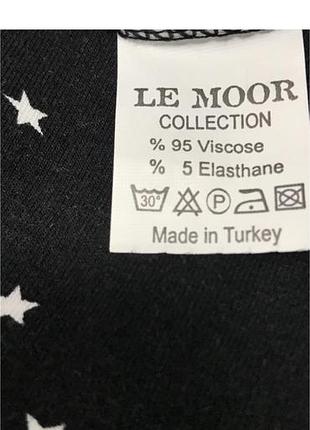 LE MOOR
COLLECTION
% 95 Viscose
% 5 Elasthane
30° P
Made in Turkey